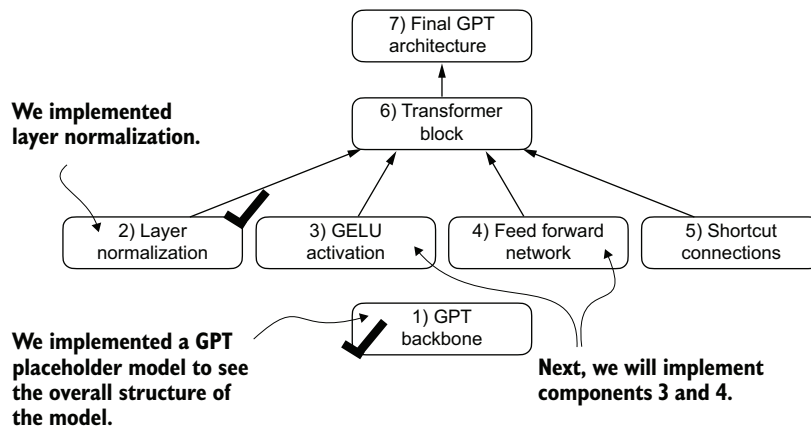 7) Final GPT
architecture
We implemented
layer normalization.
6) Transformer
block
2) Layer
normalization
3) GELU
activation
4) Feed forward
network
5) Shortcut
connections
We implemented a GPT
placeholder model to see
the overall structure of
the model.
1) GPT
backbone
Next, we will implement
components 3 and 4.